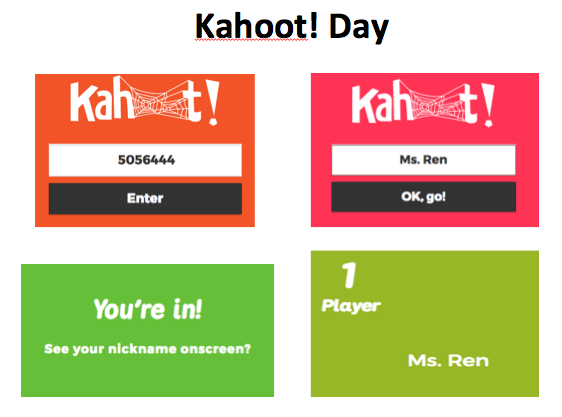 Kahoot! Day
Kahoot!
5056444
Enter
Kahoot!
Ms. Ren
OK, go!
You're in!
See your nickname onscreen?
1
Player
Ms. Ren